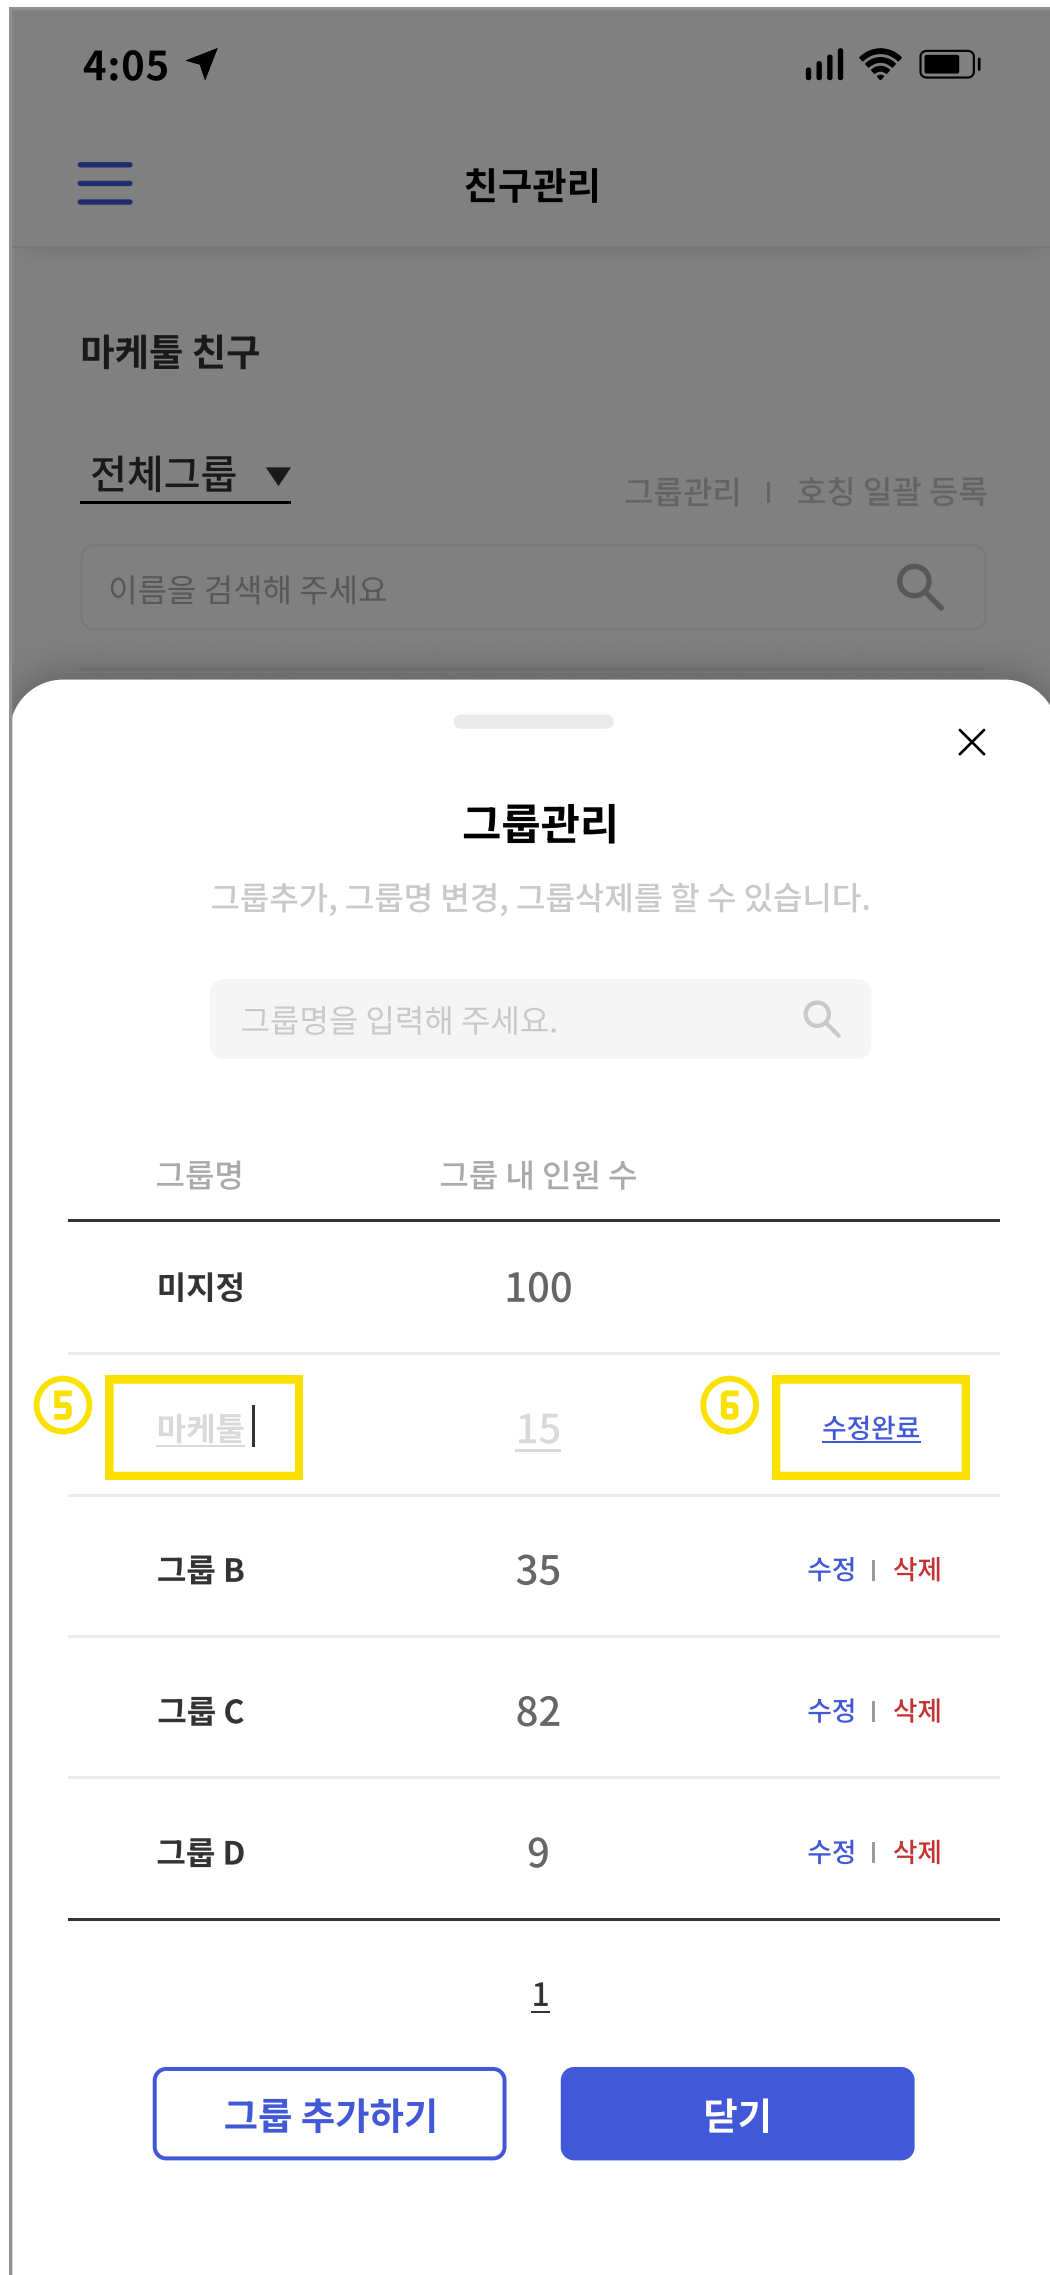 4:05
친구관리
마케툴 친구
전체그룹 ▼
그룹관리 | 호칭 일괄 등록
이름을 검색해 주세요
그룹관리
그룹추가, 그룹명 변경, 그룹삭제를 할 수 있습니다.
그룹명을 입력해 주세요.
그룹명 그룹 내 인원 수
미지정 100
5 마케툴 15 6 수정완료
그룹 B 35 수정 | 삭제
그룹 C 82 수정 | 삭제
그룹 D 9 수정 | 삭제
1
그룹 추가하기 닫기